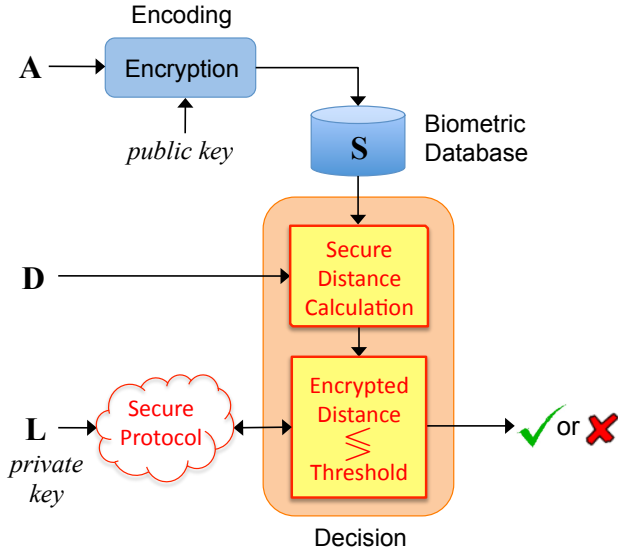 Encoding
A
Encryption
public key
S
Biometric
Database
Secure
Distance
Calculation
D
Encrypted
Distance
≶
Threshold
Secure
Protocol
L
private
key
or
Decision